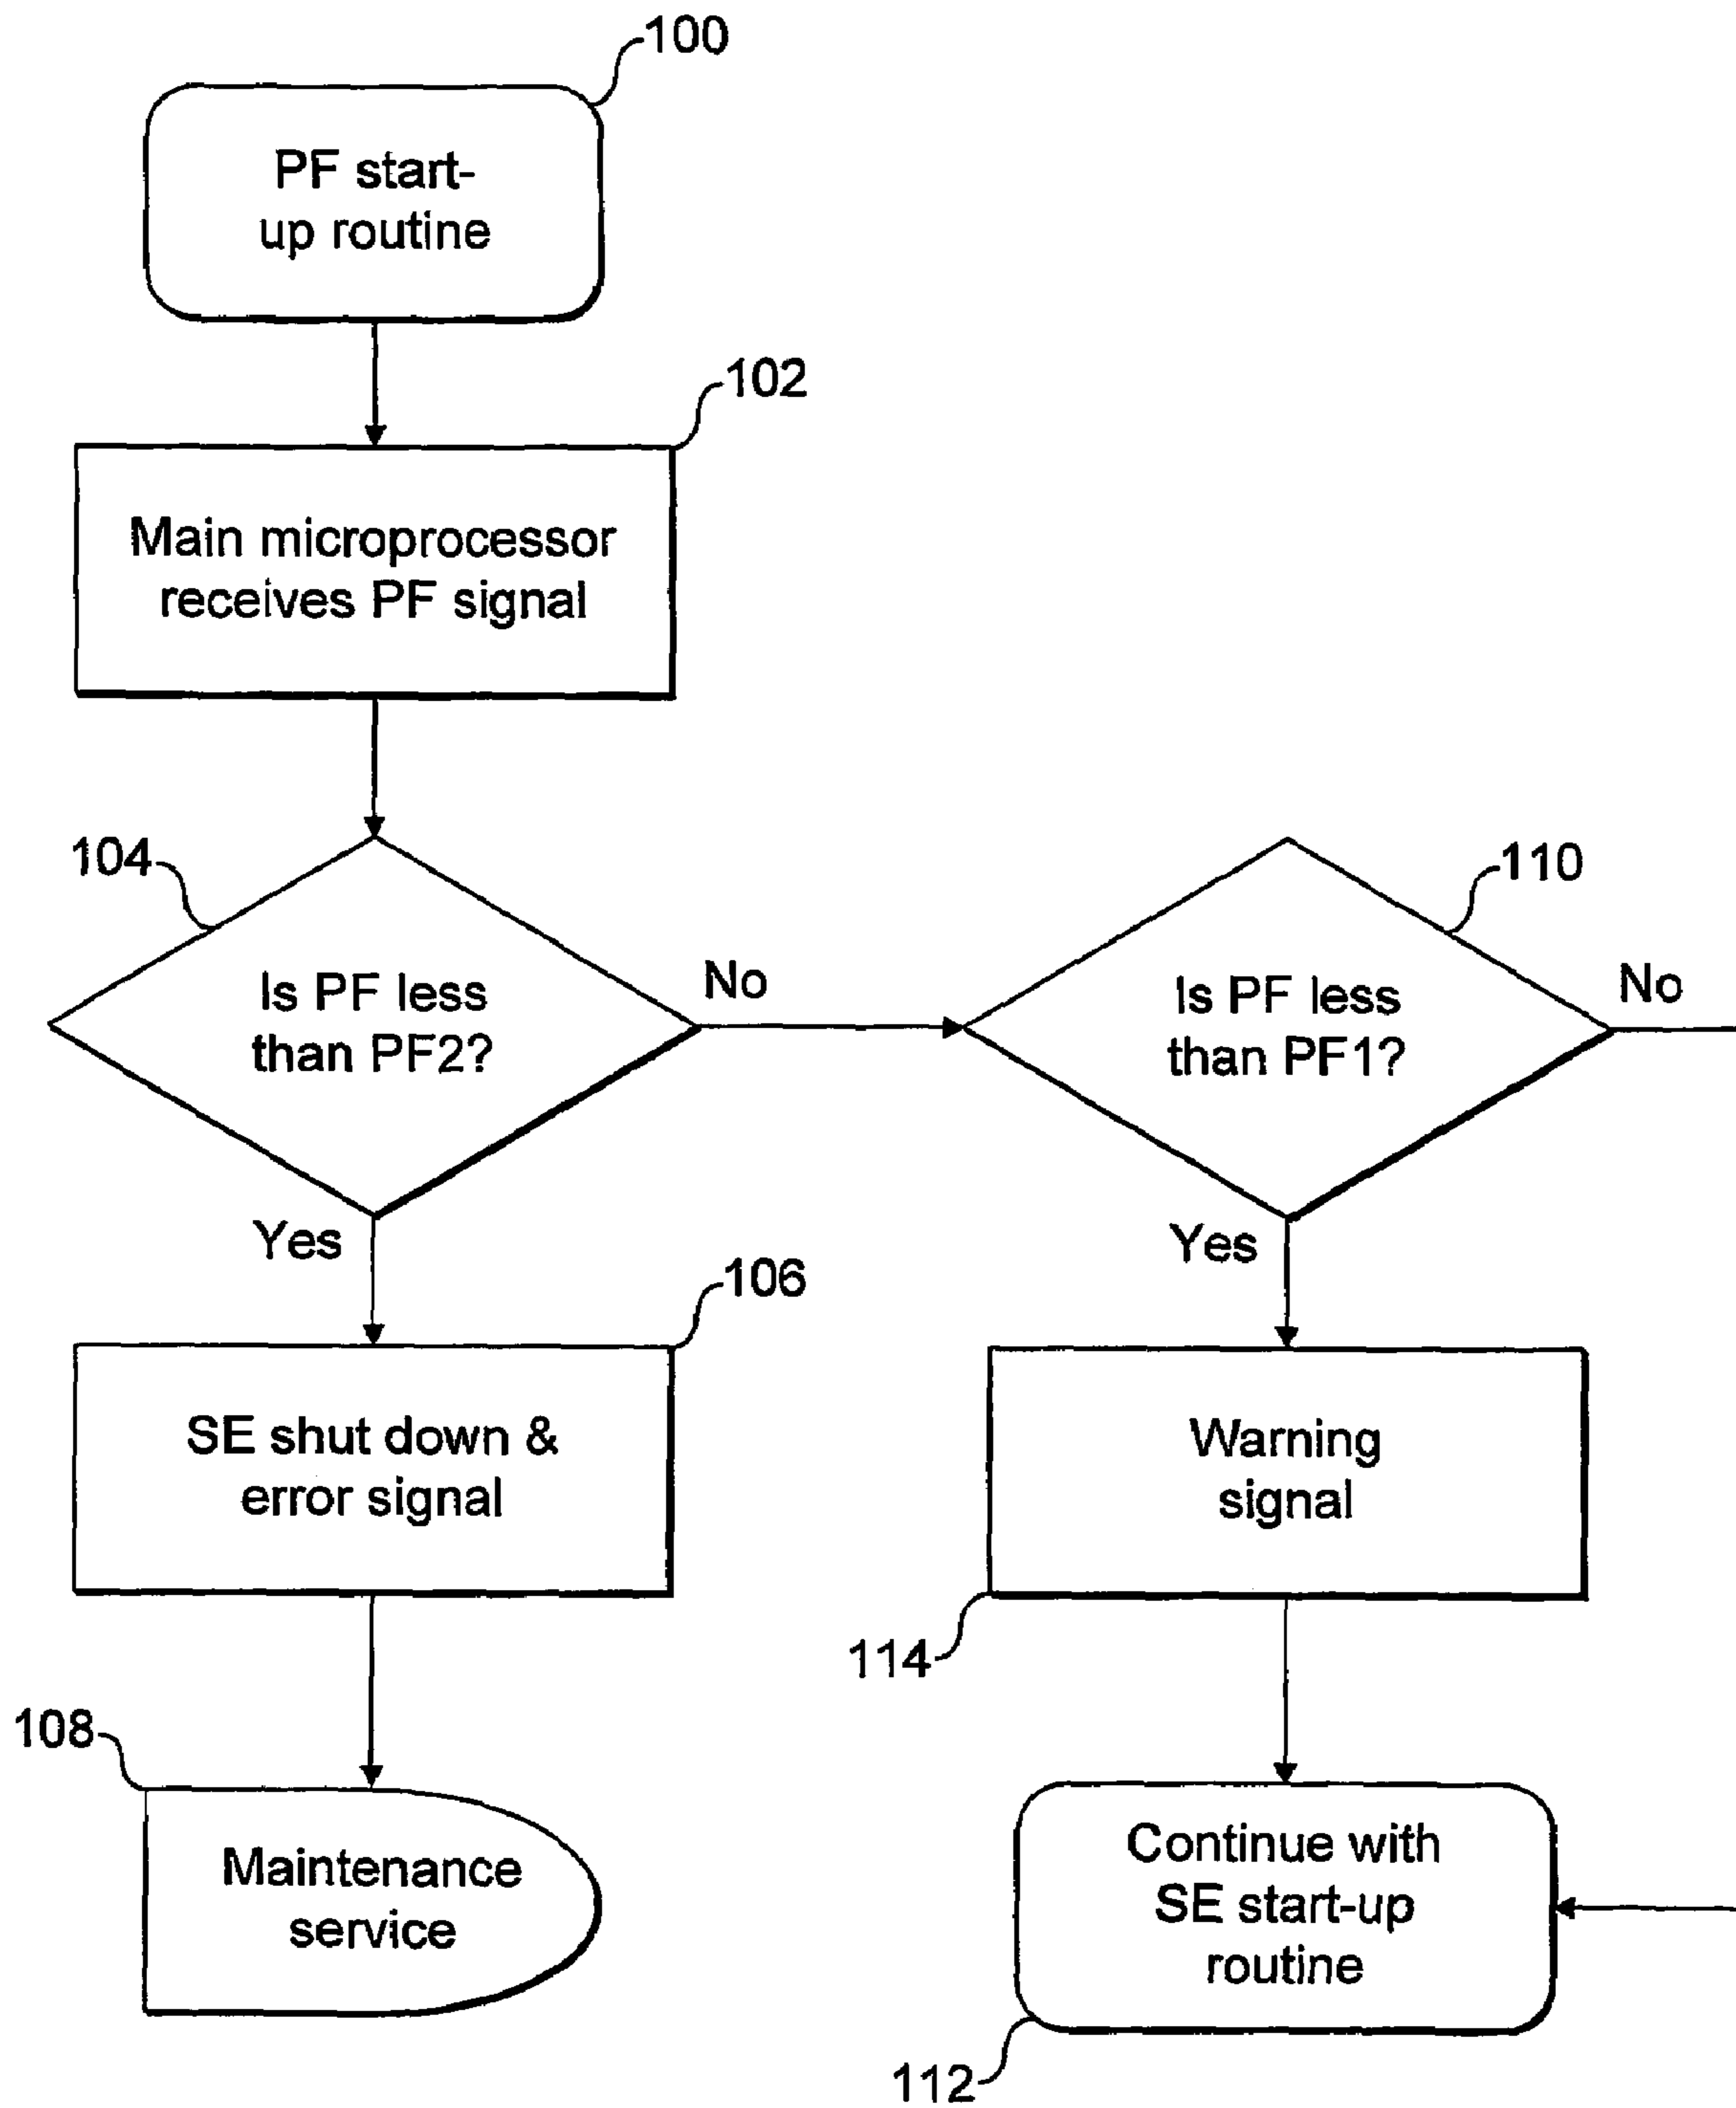 100
PF start-
up routine
102
Main microprocessor
receives PF signal
104
Is PF less
than PF2?
No
110
Is PF less
than PF1?
No
Yes
106
SE shut down &
error signal
Yes
Warning
signal
114
108
Maintenance
service
Continue with
SE start-up
routine
112